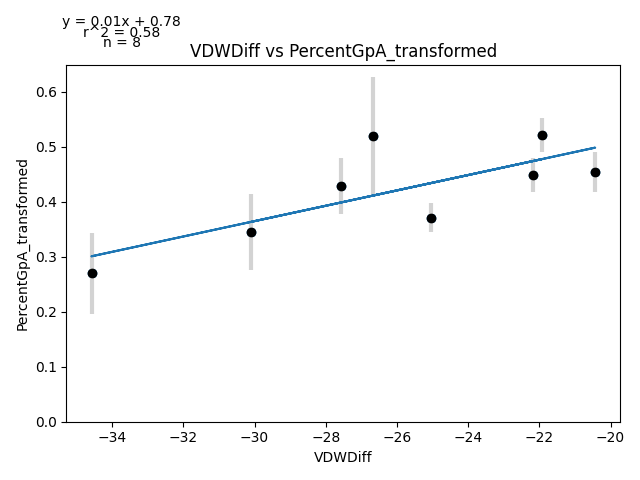 y = 0.01x + 0.78
r^2 = 0.58
n = 8
VDWDiff vs PercentGpA_transformed
PercentGpA_transformed
0.6
0.5
0.4
0.3
0.2
0.1
0.0
−34
−32
−30
−28
−26
−24
−22
−20
VDWDiff